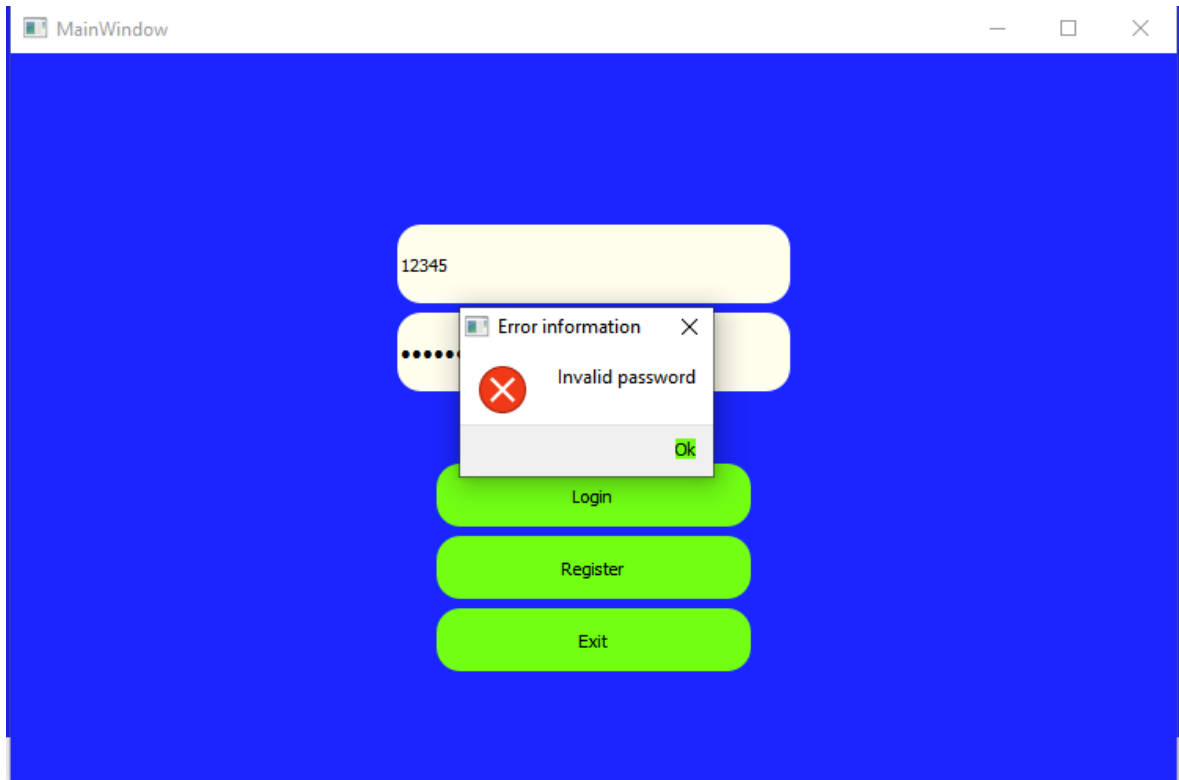 MainWindow
12345
Error information
Invalid password
Ok
Login
Register
Exit